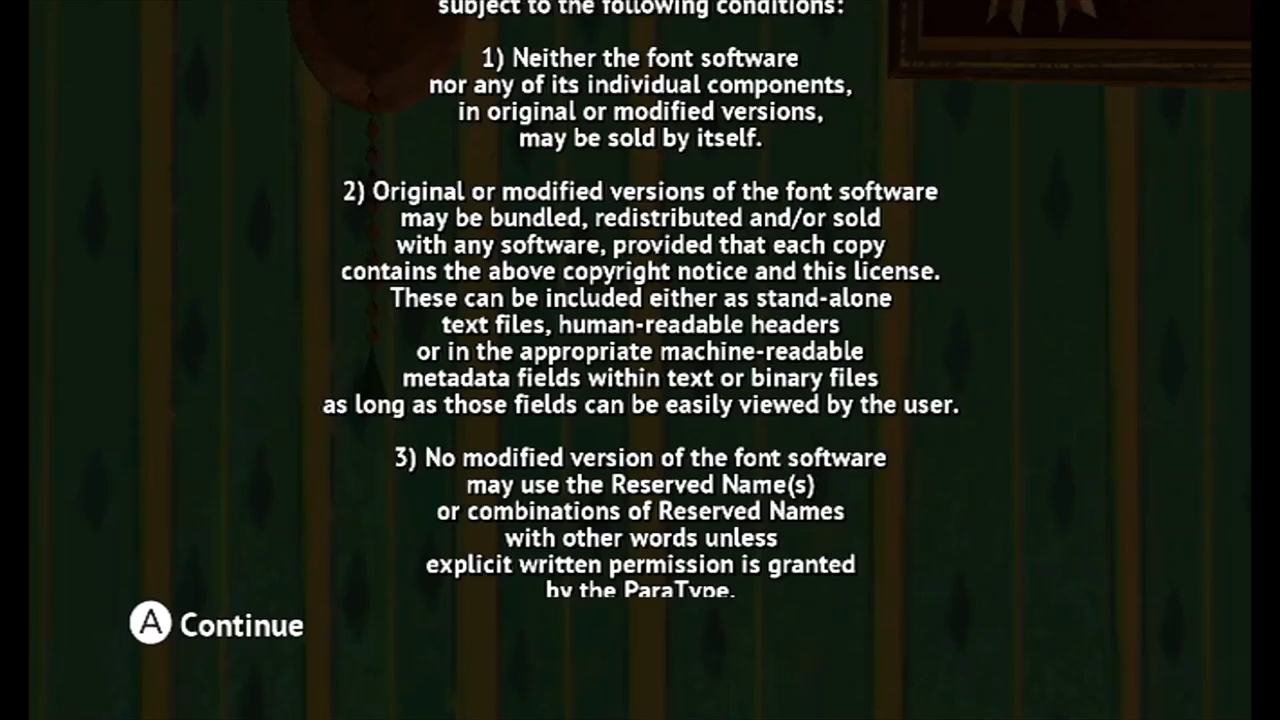 subject to the following conditions:
1) Neither the font software
nor any of its individual components,
in original or modified versions,
may be sold by itself.
2) Original or modified versions of the font software
may be bundled, redistributed and/or sold
with any software, provided that each copy
contains the above copyright notice and this license.
These can be included either as stand-alone
text files, human-readable headers
or in the appropriate machine-readable
metadata fields within text or binary files
as long as those fields can be easily viewed by the user.
3) No modified version of the font software
may use the Reserved Name(s)
or combinations of Reserved Names
with other words unless
explicit written permission is granted
by the ParaType.
A Continue